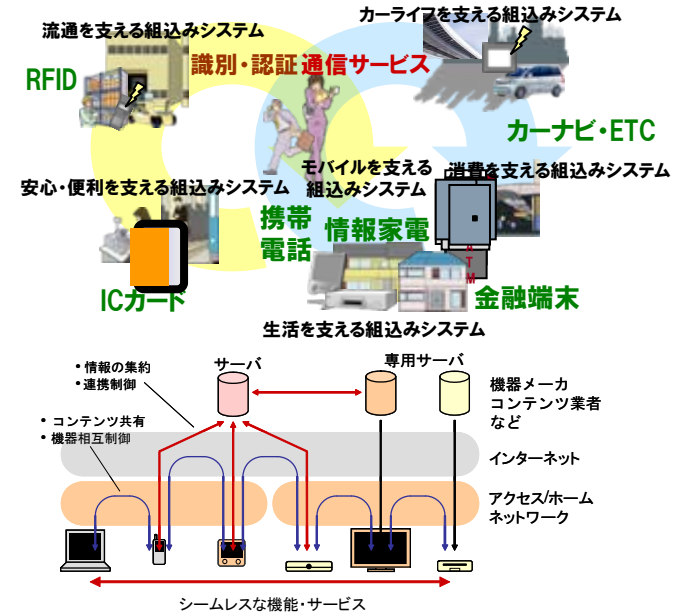 流通を支える組込みシステム
カーライフを支える組込みシステム
識別・認証
通信サービス
RFID
カーナビ・ETC
モバイルを支える
組込みシステム
消費を支える組込みシステム
安心・便利を支える組込みシステム
携帯
電話
情報家電
ATM
ICカード
金融端末
生活を支える組込みシステム
• 情報の集約
• 連携制御
サーバ
専用サーバ
機器メーカ
コンテンツ業者
など
• コンテンツ共有
• 機器相互制御
インターネット
アクセス/ホーム
ネットワーク
シームレスな機能・サービス